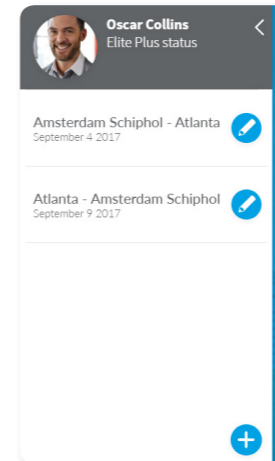 Oscar Collins
Elite Plus status
Amsterdam Schiphol - Atlanta
September 4 2017
Atlanta - Amsterdam Schiphol
September 9 2017